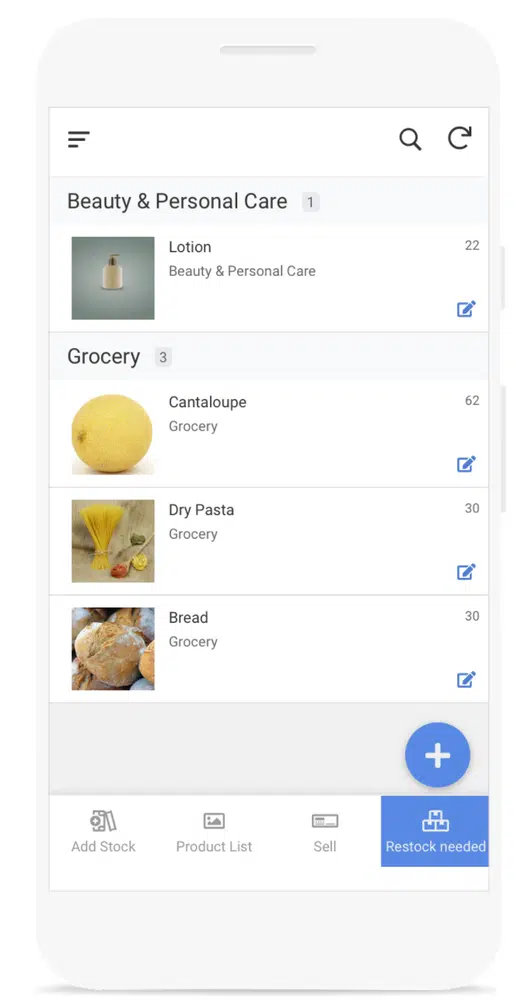 Beauty & Personal Care 1
Lotion 22
Beauty & Personal Care
Grocery 3
Cantaloupe 62
Grocery
Dry Pasta 30
Grocery
Bread 30
Grocery
Add Stock Product List Sell Restock needed